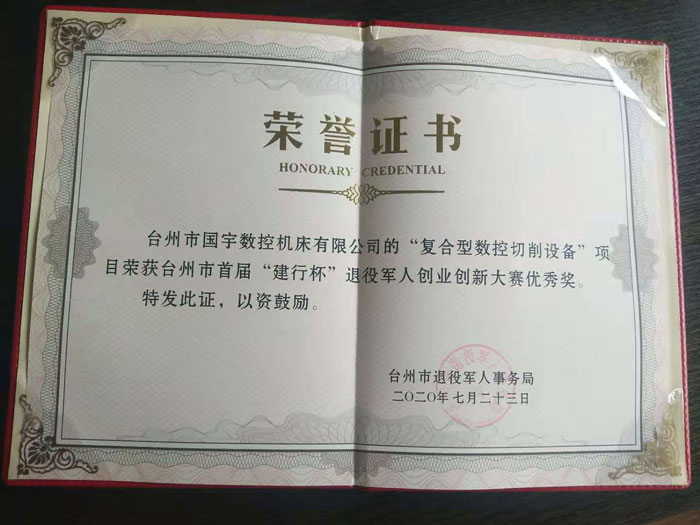 荣誉证书
HONORARY CREDENTIAL
台州市国宇数控机床有限公司的“复合型数控切削设备”项
目荣获台州市首届“建行杯”退役军人创业创新大赛优秀奖。
特发此证，以资鼓励。
台州市退役军人事务局
二〇二〇年七月二十三日